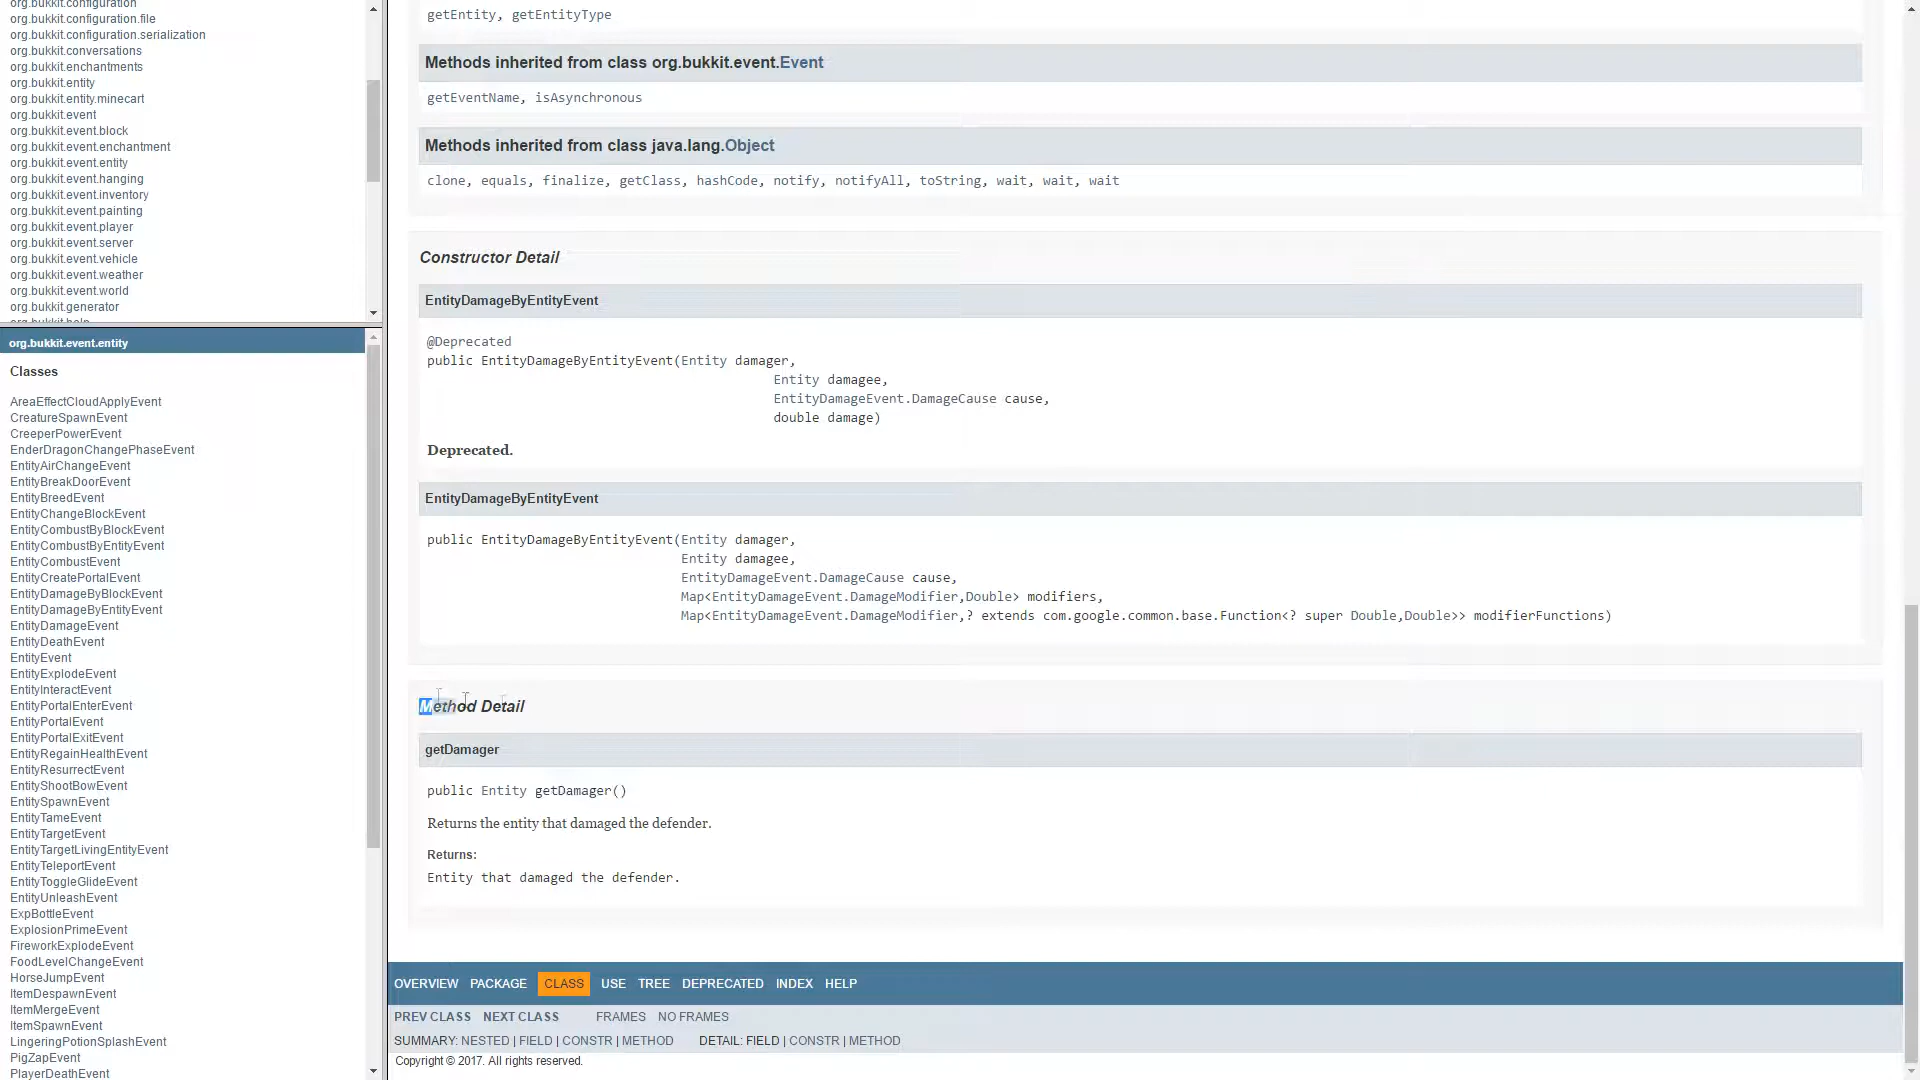 org.bukkit.configuration
org.bukkit.configuration.file
org.bukkit.configuration.serialization
org.bukkit.conversations
org.bukkit.enchantments
org.bukkit.entity
org.bukkit.entity.minecart
org.bukkit.event
org.bukkit.event.block
org.bukkit.event.enchantment
org.bukkit.event.entity
org.bukkit.event.hanging
org.bukkit.event.inventory
org.bukkit.event.painting
org.bukkit.event.player
org.bukkit.event.server
org.bukkit.event.vehicle
org.bukkit.event.weather
org.bukkit.event.world
org.bukkit.generator
org.bukkit.help
org.bukkit.event.entity
Classes
AreaEffectCloudApplyEvent
CreatureSpawnEvent
CreeperPowerEvent
EnderDragonChangePhaseEvent
EntityAirChangeEvent
EntityBreakDoorEvent
EntityBreedEvent
EntityChangeBlockEvent
EntityCombustByBlockEvent
EntityCombustByEntityEvent
EntityCombustEvent
EntityCreatePortalEvent
EntityDamageByBlockEvent
EntityDamageByEntityEvent
EntityDamageEvent
EntityDeathEvent
EntityEvent
EntityExplodeEvent
EntityInteractEvent
EntityPortalEnterEvent
EntityPortalEvent
EntityPortalExitEvent
EntityRegainHealthEvent
EntityResurrectEvent
EntityShootBowEvent
EntitySpawnEvent
EntityTameEvent
EntityTargetEvent
EntityTargetLivingEntityEvent
EntityTeleportEvent
EntityToggleGlideEvent
EntityUnleashEvent
ExpBottleEvent
ExplosionPrimeEvent
FireworkExplodeEvent
FoodLevelChangeEvent
HorseJumpEvent
ItemDespawnEvent
ItemMergeEvent
ItemSpawnEvent
LingeringPotionSplashEvent
PigZapEvent
PlayerDeathEvent
getEntity, getEntityType
Methods inherited from class org.bukkit.event.Event
getEventName, isAsynchronous
Methods inherited from class java.lang.Object
clone, equals, finalize, getClass, hashCode, notify, notifyAll, toString, wait, wait, wait
Constructor Detail
EntityDamageByEntityEvent
@Deprecated
public EntityDamageByEntityEvent(Entity damager,
Entity damagee,
EntityDamageEvent.DamageCause cause,
double damage)
Deprecated.
EntityDamageByEntityEvent
public EntityDamageByEntityEvent(Entity damager,
Entity damagee,
EntityDamageEvent.DamageCause cause,
Map<EntityDamageEvent.DamageModifier,Double> modifiers,
Map<EntityDamageEvent.DamageModifier,? extends com.google.common.base.Function<? super Double,Double>> modifierFunctions)
Method Detail
getDamager
public Entity getDamager()
Returns the entity that damaged the defender.
Returns:
Entity that damaged the defender.
OVERVIEW PACKAGE CLASS USE TREE DEPRECATED INDEX HELP
PREV CLASS NEXT CLASS FRAMES NO FRAMES
SUMMARY: NESTED | FIELD | CONSTR | METHOD DETAIL: FIELD | CONSTR | METHOD
Copyright © 2017. All rights reserved.